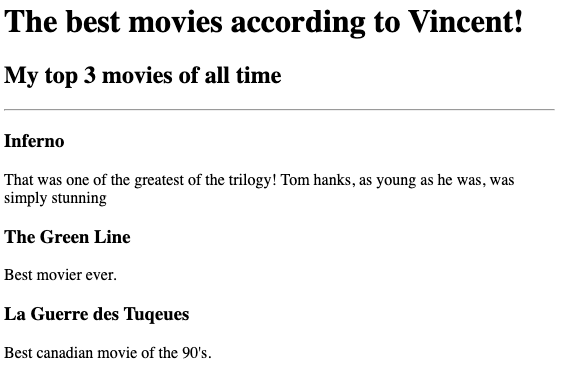 The best movies according to Vincent!
My top 3 movies of all time
Inferno
That was one of the greatest of the trilogy! Tom hanks, as young as he was, was
simply stunning
The Green Line
Best movier ever.
La Guerre des Tuqeues
Best canadian movie of the 90's.